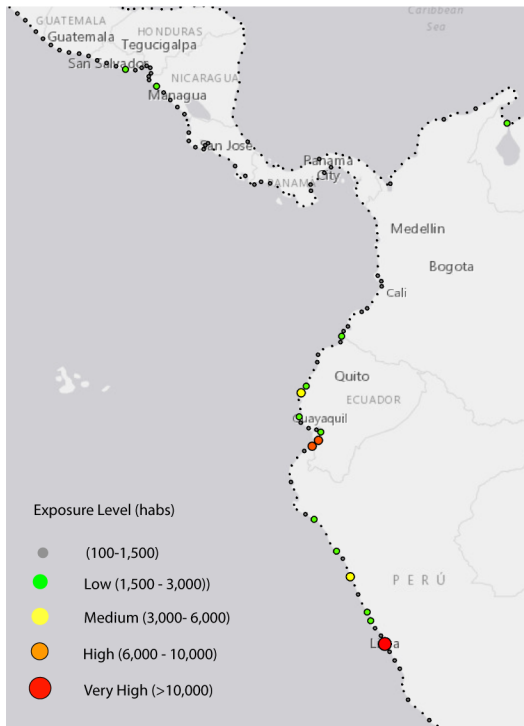 Caribbean
Sea
GUATEMALA
HONDURAS
Guatemala
Tegucigalpa
San Salvador
NICARAGUA
Managua
San Jose
Panama
City
PANAMÁ
Medellin
Bogota
Cali
Quito
ECUADOR
Guayaquil
PERÚ
Lima
Exposure Level (habs)
(100-1,500)
Low (1,500 - 3,000))
Medium (3,000- 6,000)
High (6,000 - 10,000)
Very High (>10,000)